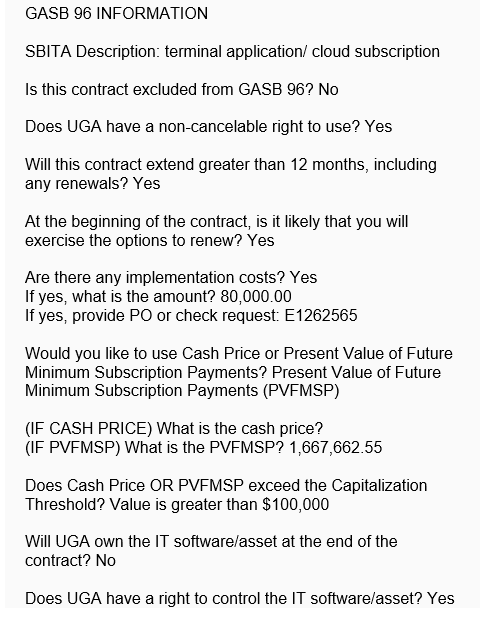 GASB 96 INFORMATION
SBITA Description: terminal application/ cloud subscription
Is this contract excluded from GASB 96? No
Does UGA have a non-cancelable right to use? Yes
Will this contract extend greater than 12 months, including
any renewals? Yes
At the beginning of the contract, is it likely that you will
exercise the options to renew? Yes
Are there any implementation costs? Yes
If yes, what is the amount? 80,000.00
If yes, provide PO or check request: E1262565
Would you like to use Cash Price or Present Value of Future
Minimum Subscription Payments? Present Value of Future
Minimum Subscription Payments (PVFMSP)
(IF CASH PRICE) What is the cash price?
(IF PVFMSP) What is the PVFMSP? 1,667,662.55
Does Cash Price OR PVFMSP exceed the Capitalization
Threshold? Value is greater than $100,000
Will UGA own the IT software/asset at the end of the
contract? No
Does UGA have a right to control the IT software/asset? Yes